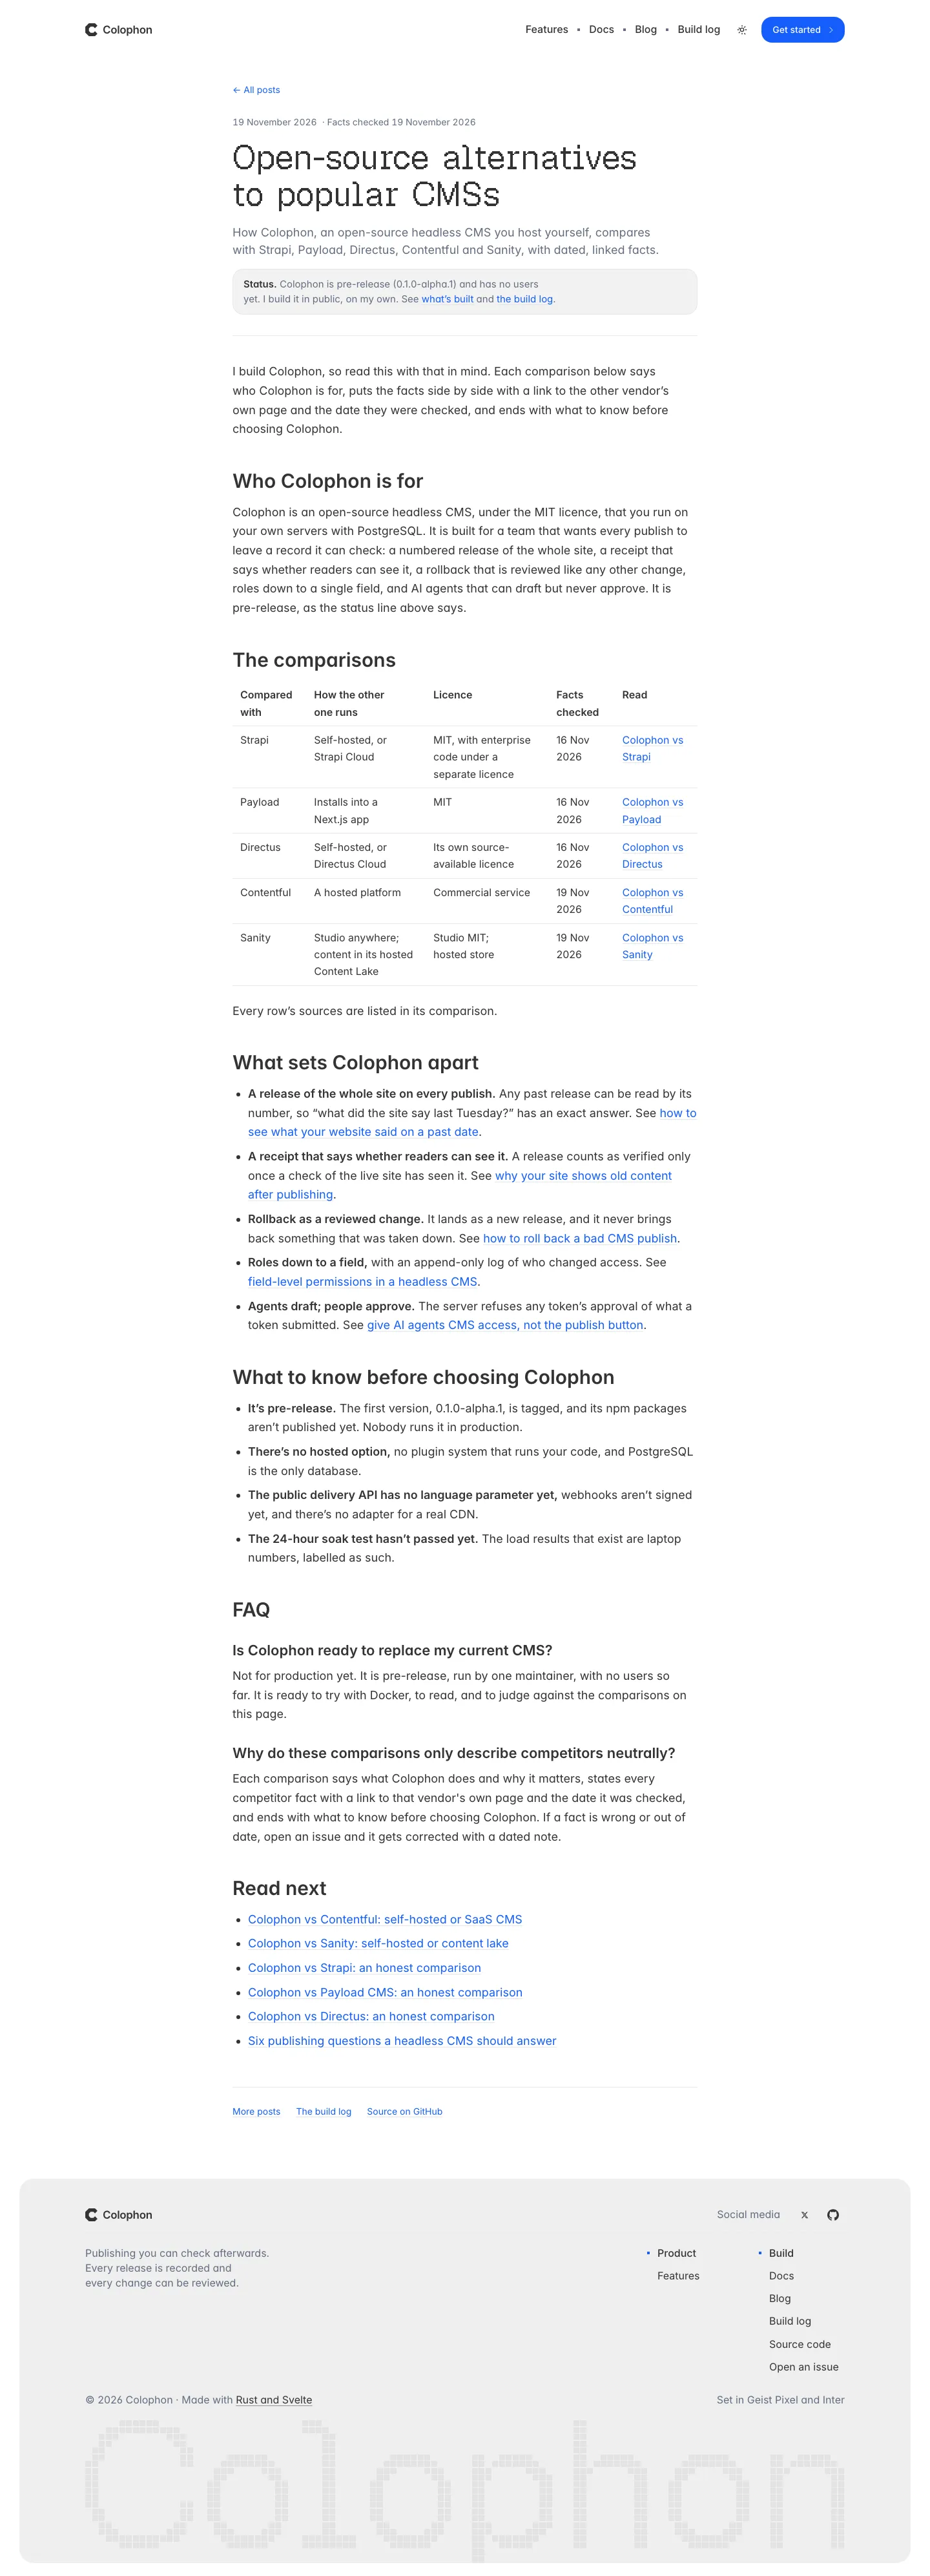 Colophon
Features • Docs • Blog • Build log
Get started
← All posts
19 November 2026 · Facts checked 19 November 2026
Open-source alternatives
to popular CMSs
How Colophon, an open-source headless CMS you host yourself, compares
with Strapi, Payload, Directus, Contentful and Sanity, with dated, linked facts.
Status. Colophon is pre-release (0.1.0-alpha.1) and has no users
yet. I build it in public, on my own. See what’s built and the build log.
I build Colophon, so read this with that in mind. Each comparison below says
who Colophon is for, puts the facts side by side with a link to the other vendor’s
own page and the date they were checked, and ends with what to know before
choosing Colophon.
Who Colophon is for
Colophon is an open-source headless CMS, under the MIT licence, that you run on
your own servers with PostgreSQL. It is built for a team that wants every publish to
leave a record it can check: a numbered release of the whole site, a receipt that
says whether readers can see it, a rollback that is reviewed like any other change,
roles down to a single field, and AI agents that can draft but never approve. It is
pre-release, as the status line above says.
The comparisons
Compared with
How the other one runs
Licence
Facts checked
Read
Strapi
Self-hosted, or Strapi Cloud
MIT, with enterprise code under a separate licence
16 Nov 2026
Colophon vs Strapi
Payload
Installs into a Next.js app
MIT
16 Nov 2026
Colophon vs Payload
Directus
Self-hosted, or Directus Cloud
Its own source-available licence
16 Nov 2026
Colophon vs Directus
Contentful
A hosted platform
Commercial service
19 Nov 2026
Colophon vs Contentful
Sanity
Studio anywhere; content in its hosted Content Lake
Studio MIT; hosted store
19 Nov 2026
Colophon vs Sanity
Every row’s sources are listed in its comparison.
What sets Colophon apart
• A release of the whole site on every publish. Any past release can be read by its
number, so “what did the site say last Tuesday?” has an exact answer. See how to
see what your website said on a past date.
• A receipt that says whether readers can see it. A release counts as verified only
once a check of the live site has seen it. See why your site shows old content
after publishing.
• Rollback as a reviewed change. It lands as a new release, and it never brings
back something that was taken down. See how to roll back a bad CMS publish.
• Roles down to a field, with an append-only log of who changed access. See
field-level permissions in a headless CMS.
• Agents draft; people approve. The server refuses any token’s approval of what a
token submitted. See give AI agents CMS access, not the publish button.
What to know before choosing Colophon
• It’s pre-release. The first version, 0.1.0-alpha.1, is tagged, and its npm packages
aren’t published yet. Nobody runs it in production.
• There’s no hosted option, no plugin system that runs your code, and PostgreSQL
is the only database.
• The public delivery API has no language parameter yet, webhooks aren’t signed
yet, and there’s no adapter for a real CDN.
• The 24-hour soak test hasn’t passed yet. The load results that exist are laptop
numbers, labelled as such.
FAQ
Is Colophon ready to replace my current CMS?
Not for production yet. It is pre-release, run by one maintainer, with no users so
far. It is ready to try with Docker, to read, and to judge against the comparisons on
this page.
Why do these comparisons only describe competitors neutrally?
Each comparison says what Colophon does and why it matters, states every
competitor fact with a link to that vendor's own page and the date it was checked,
and ends with what to know before choosing Colophon. If a fact is wrong or out of
date, open an issue and it gets corrected with a dated note.
Read next
• Colophon vs Contentful: self-hosted or SaaS CMS
• Colophon vs Sanity: self-hosted or content lake
• Colophon vs Strapi: an honest comparison
• Colophon vs Payload CMS: an honest comparison
• Colophon vs Directus: an honest comparison
• Six publishing questions a headless CMS should answer
More posts
The build log
Source on GitHub
Colophon
Social media
Publishing you can check afterwards.
Every release is recorded and
every change can be reviewed.
Product
Features
Build
Docs
Blog
Build log
Source code
Open an issue
© 2026 Colophon · Made with Rust and Svelte
Set in Geist Pixel and Inter
Colophon